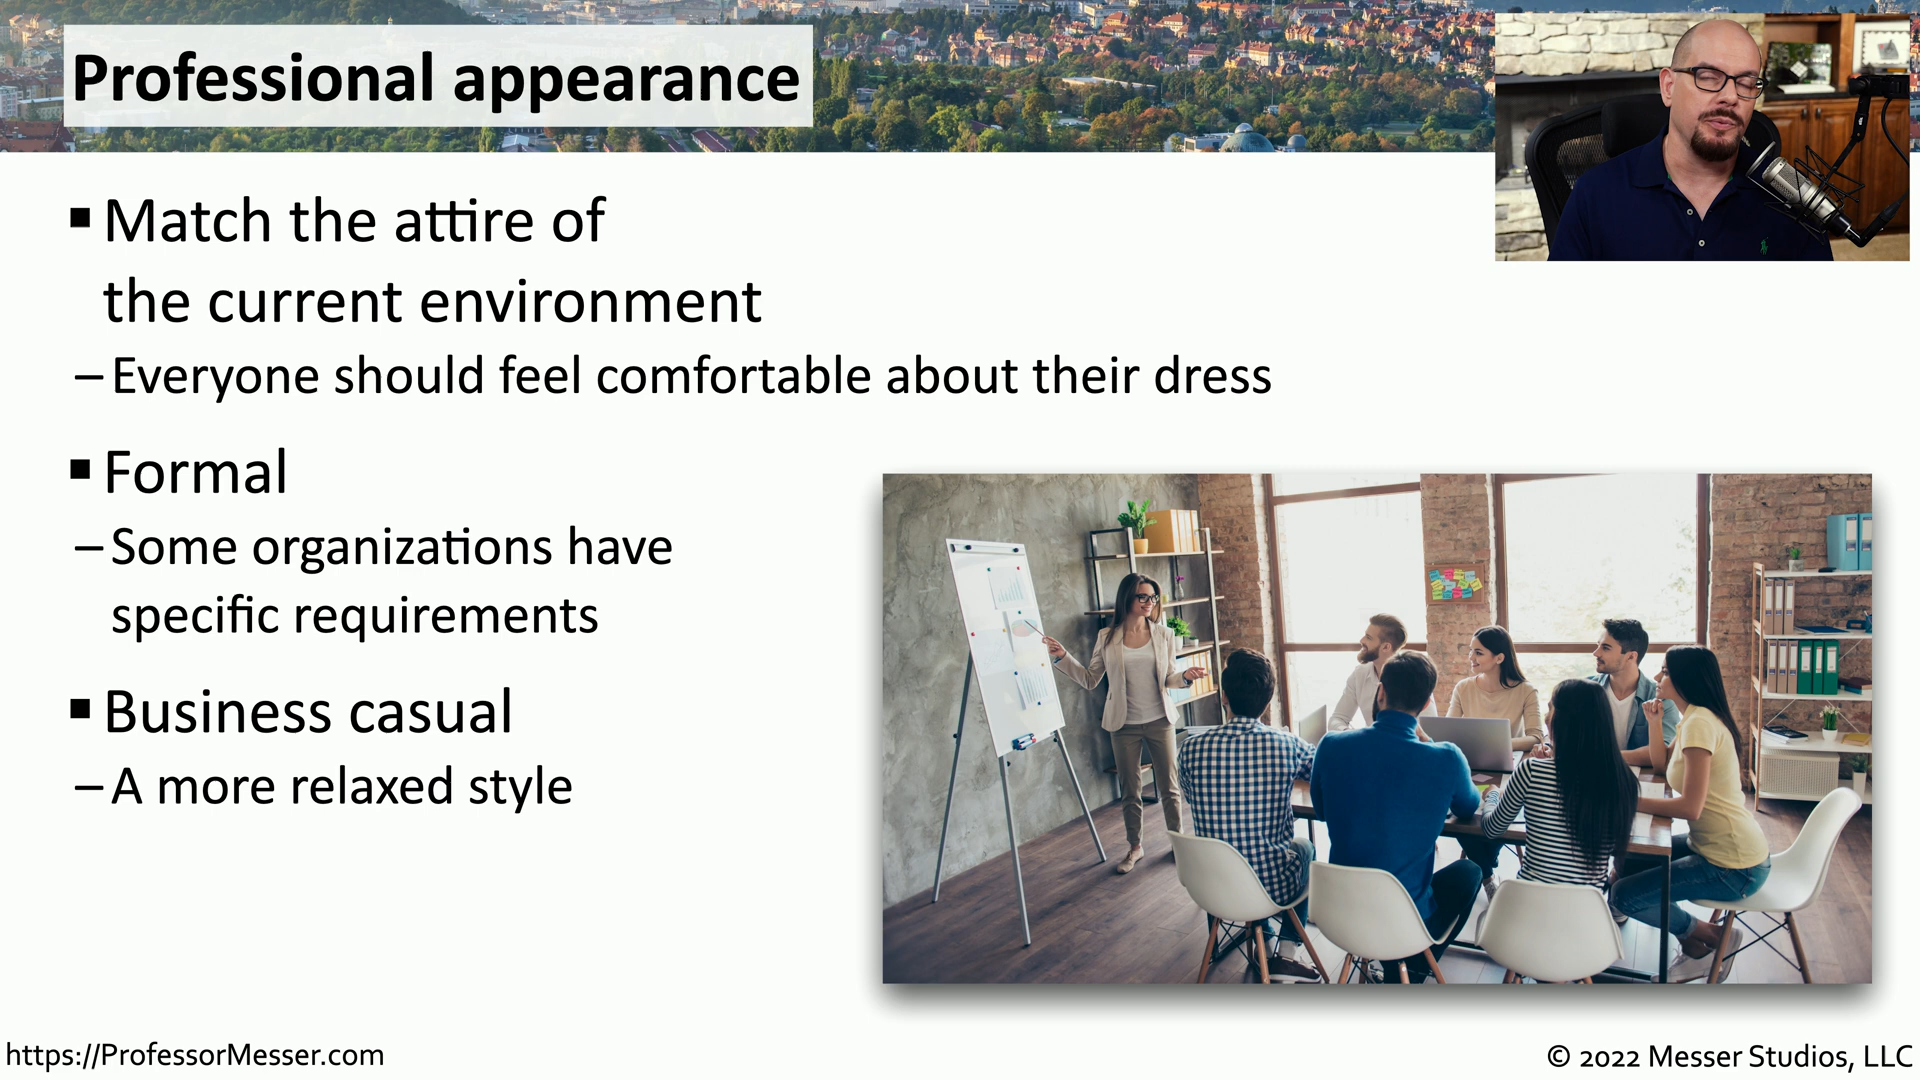 Professional appearance
▪ Match the attire of
the current environment
– Everyone should feel comfortable about their dress
▪ Formal
– Some organizations have
specific requirements
▪ Business casual
– A more relaxed style
https://ProfessorMesser.com
© 2022 Messer Studios, LLC